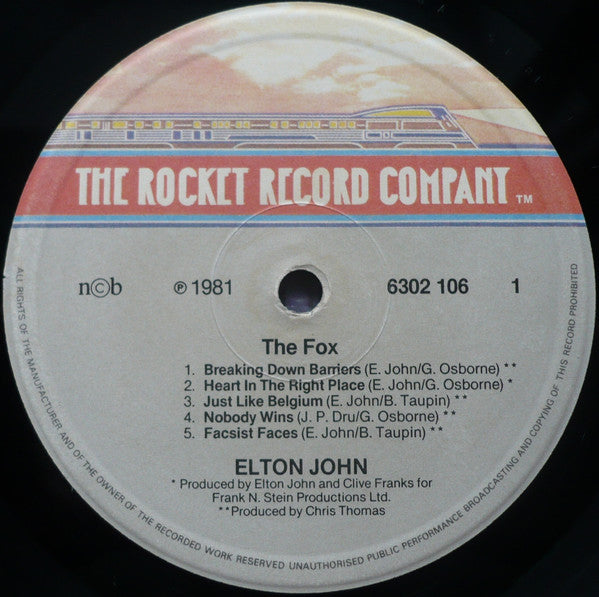 THE ROCKET RECORD COMPANY ™
n©b ℗ 1981 6302 106 1
The Fox
1. Breaking Down Barriers (E. John/G. Osborne) **
2. Heart In The Right Place (E. John/G. Osborne) *
3. Just Like Belgium (E. John/B. Taupin) **
4. Nobody Wins (J. P. Dru/G. Osborne) **
5. Facsist Faces (E. John/B. Taupin) **
ELTON JOHN
* Produced by Elton John and Clive Franks for
Frank N. Stein Productions Ltd.
**Produced by Chris Thomas
ALL RIGHTS OF THE MANUFACTURER AND OF THE OWNER OF THE RECORDED WORK RESERVED UNAUTHORISED PUBLIC PERFORMANCE BROADCASTING AND COPYING OF THIS RECORD PROHIBITED